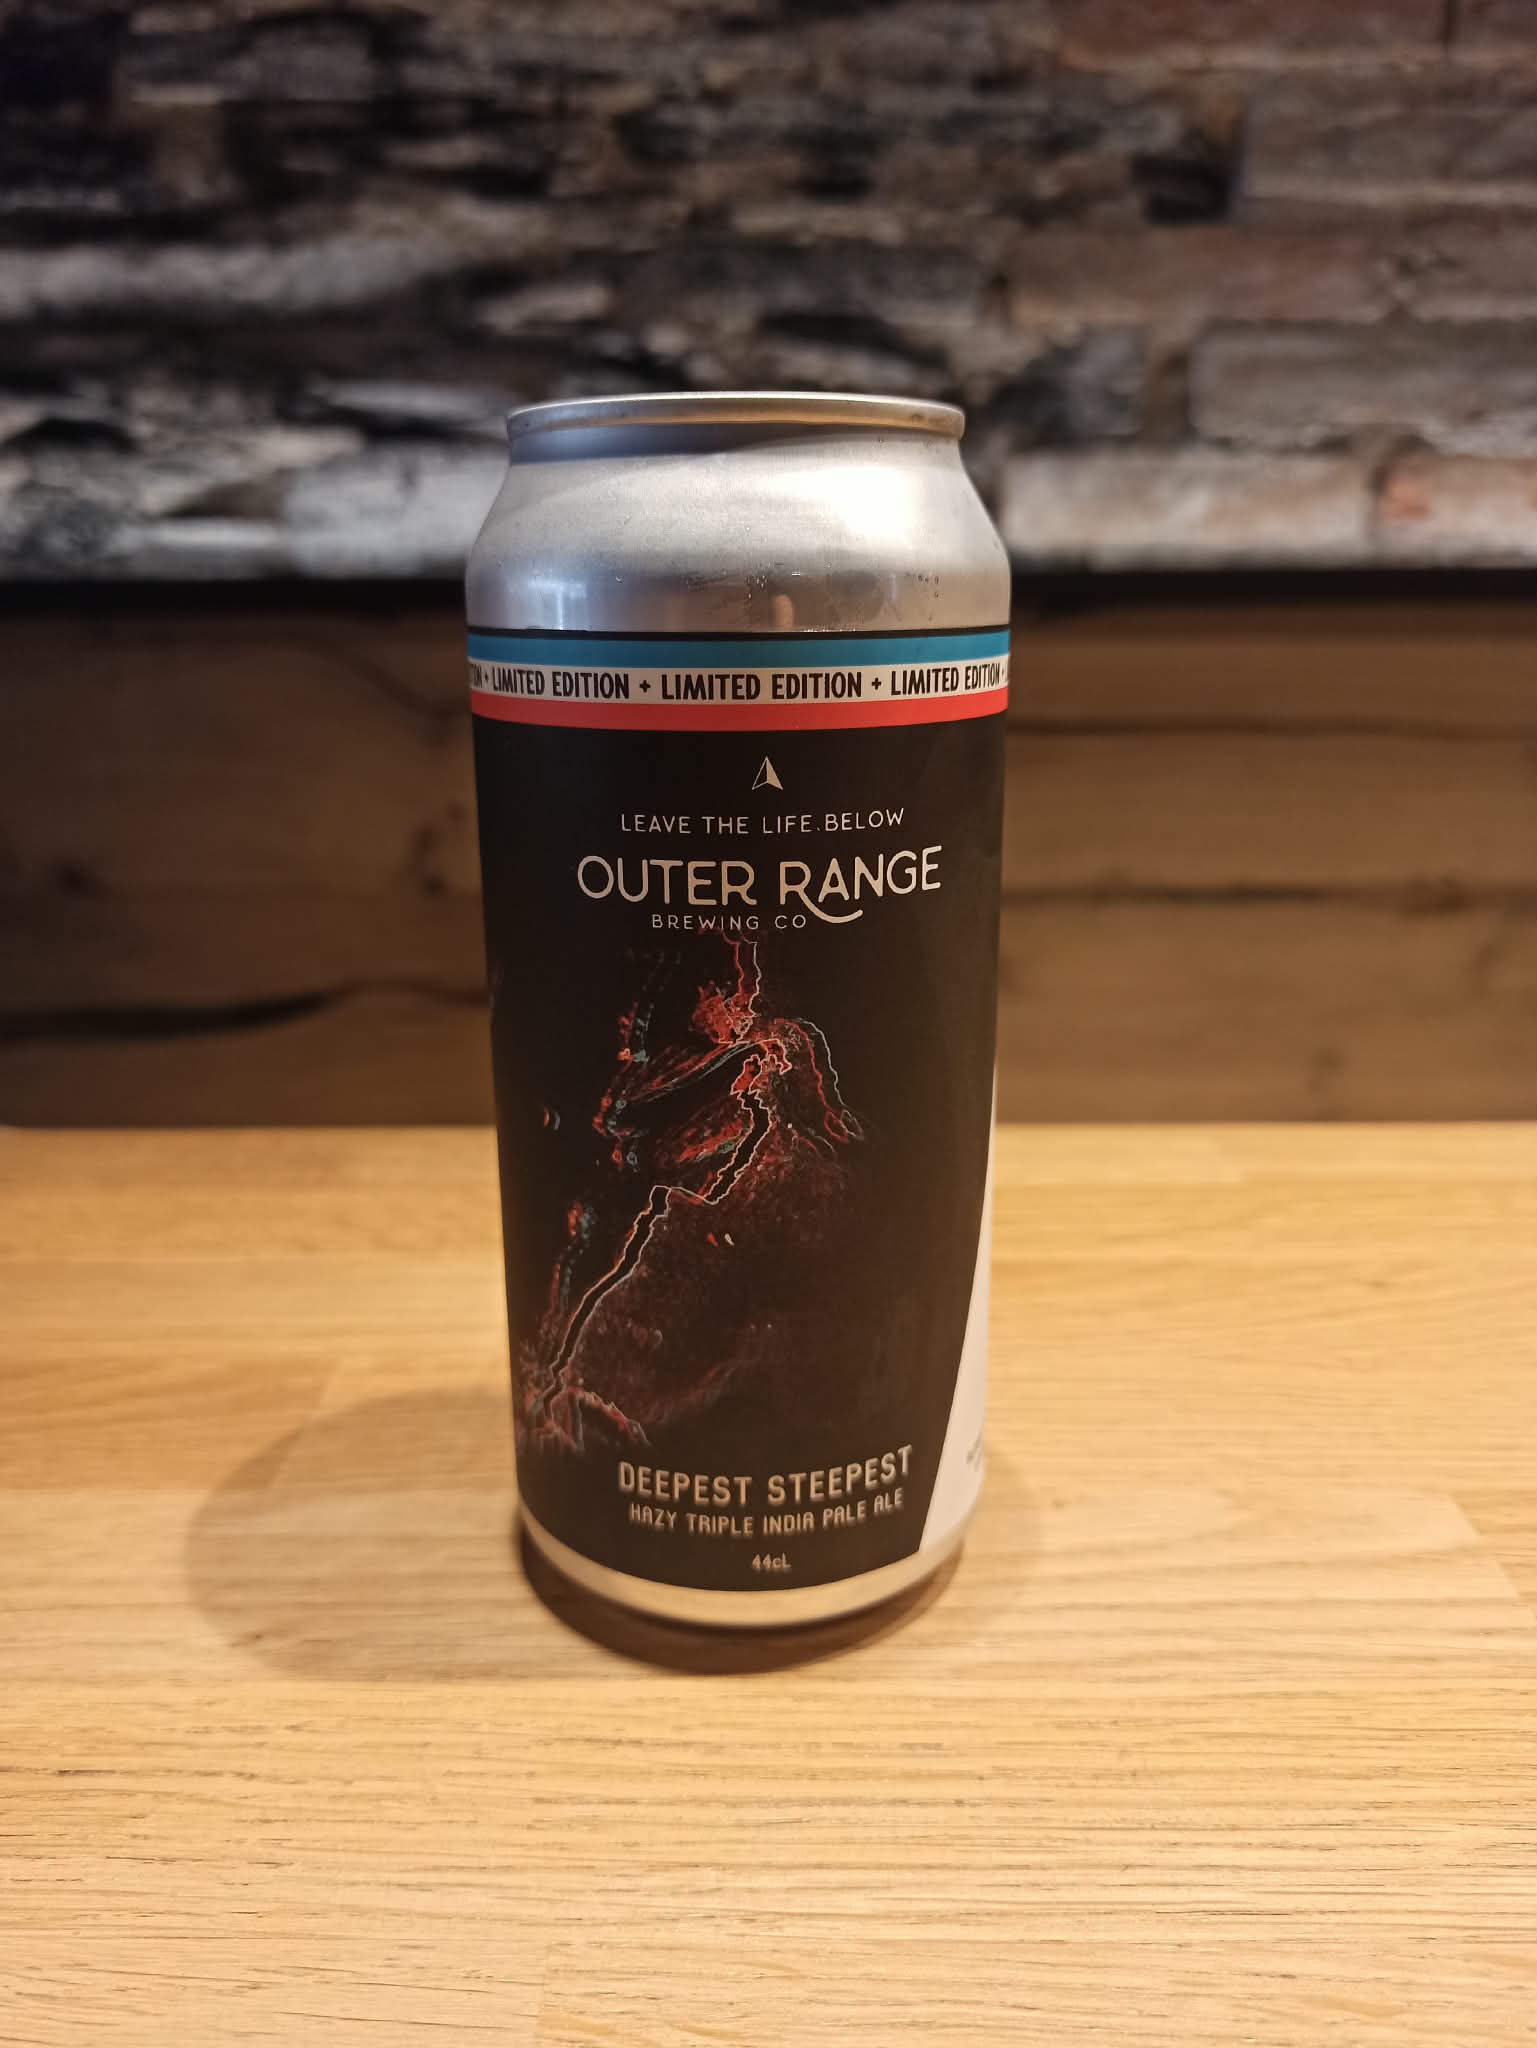 LIMITED EDITION + LIMITED EDITION + LIMITED EDITION
LEAVE THE LIFE BELOW
OUTER RANGE
BREWING CO
DEEPEST STEEPEST
HAZY TRIPLE INDIA PALE ALE
44cL